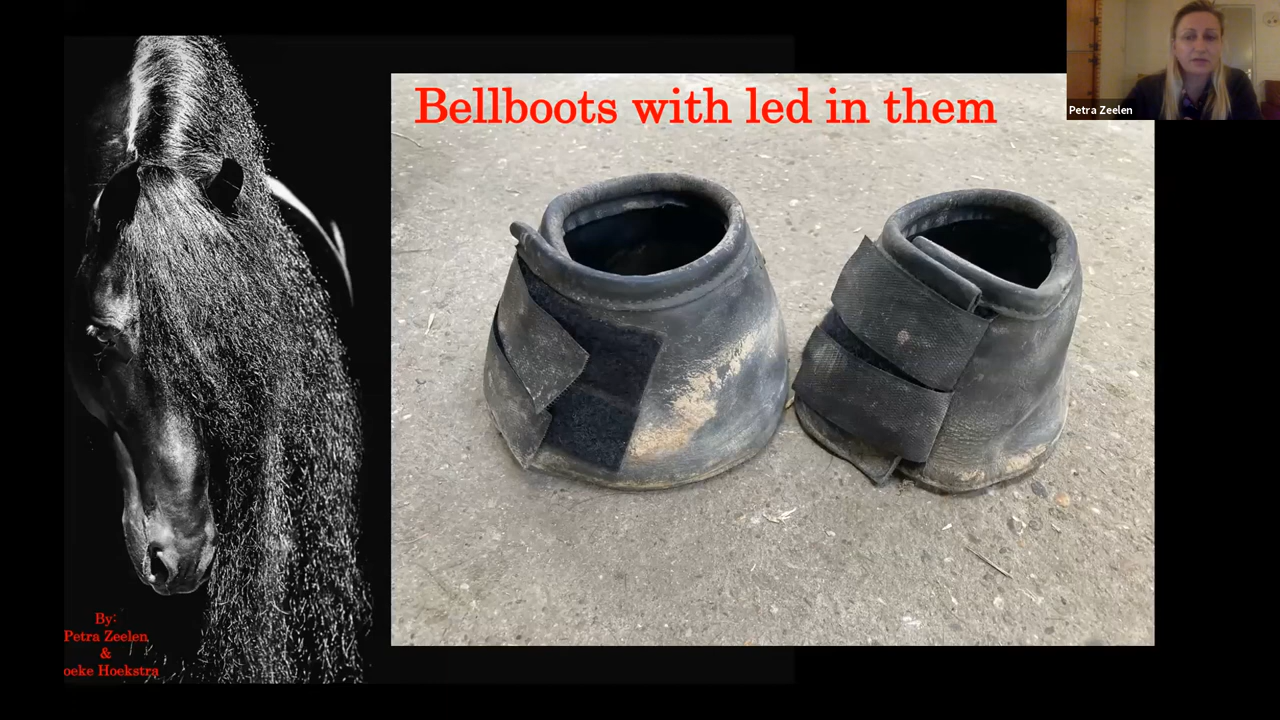 Bellboots with led in them
Petra Zeelen
By:
Petra Zeelen
&
oeke Hoekstra